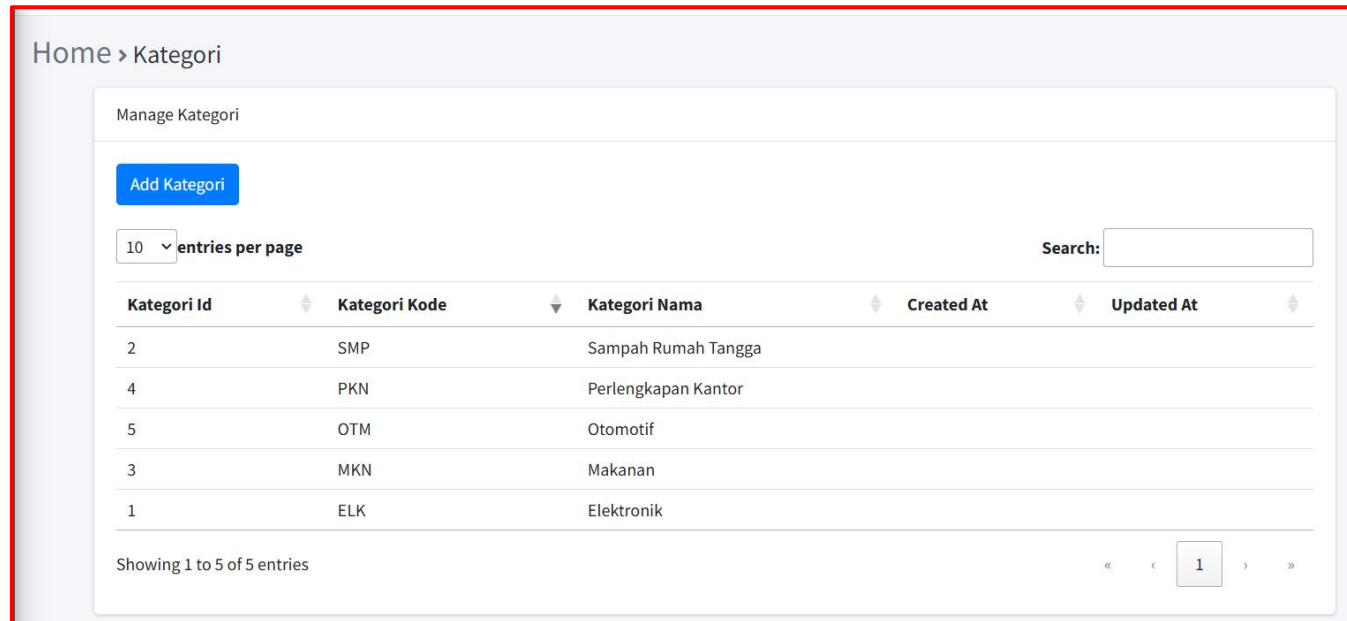 Home › Kategori
Manage Kategori
Add Kategori
10 entries per page Search:
Kategori Id Kategori Kode Kategori Nama Created At Updated At
2 SMP Sampah Rumah Tangga
4 PKN Perlengkapan Kantor
5 OTM Otomotif
3 MKN Makanan
1 ELK Elektronik
Showing 1 to 5 of 5 entries « ‹ 1 › »